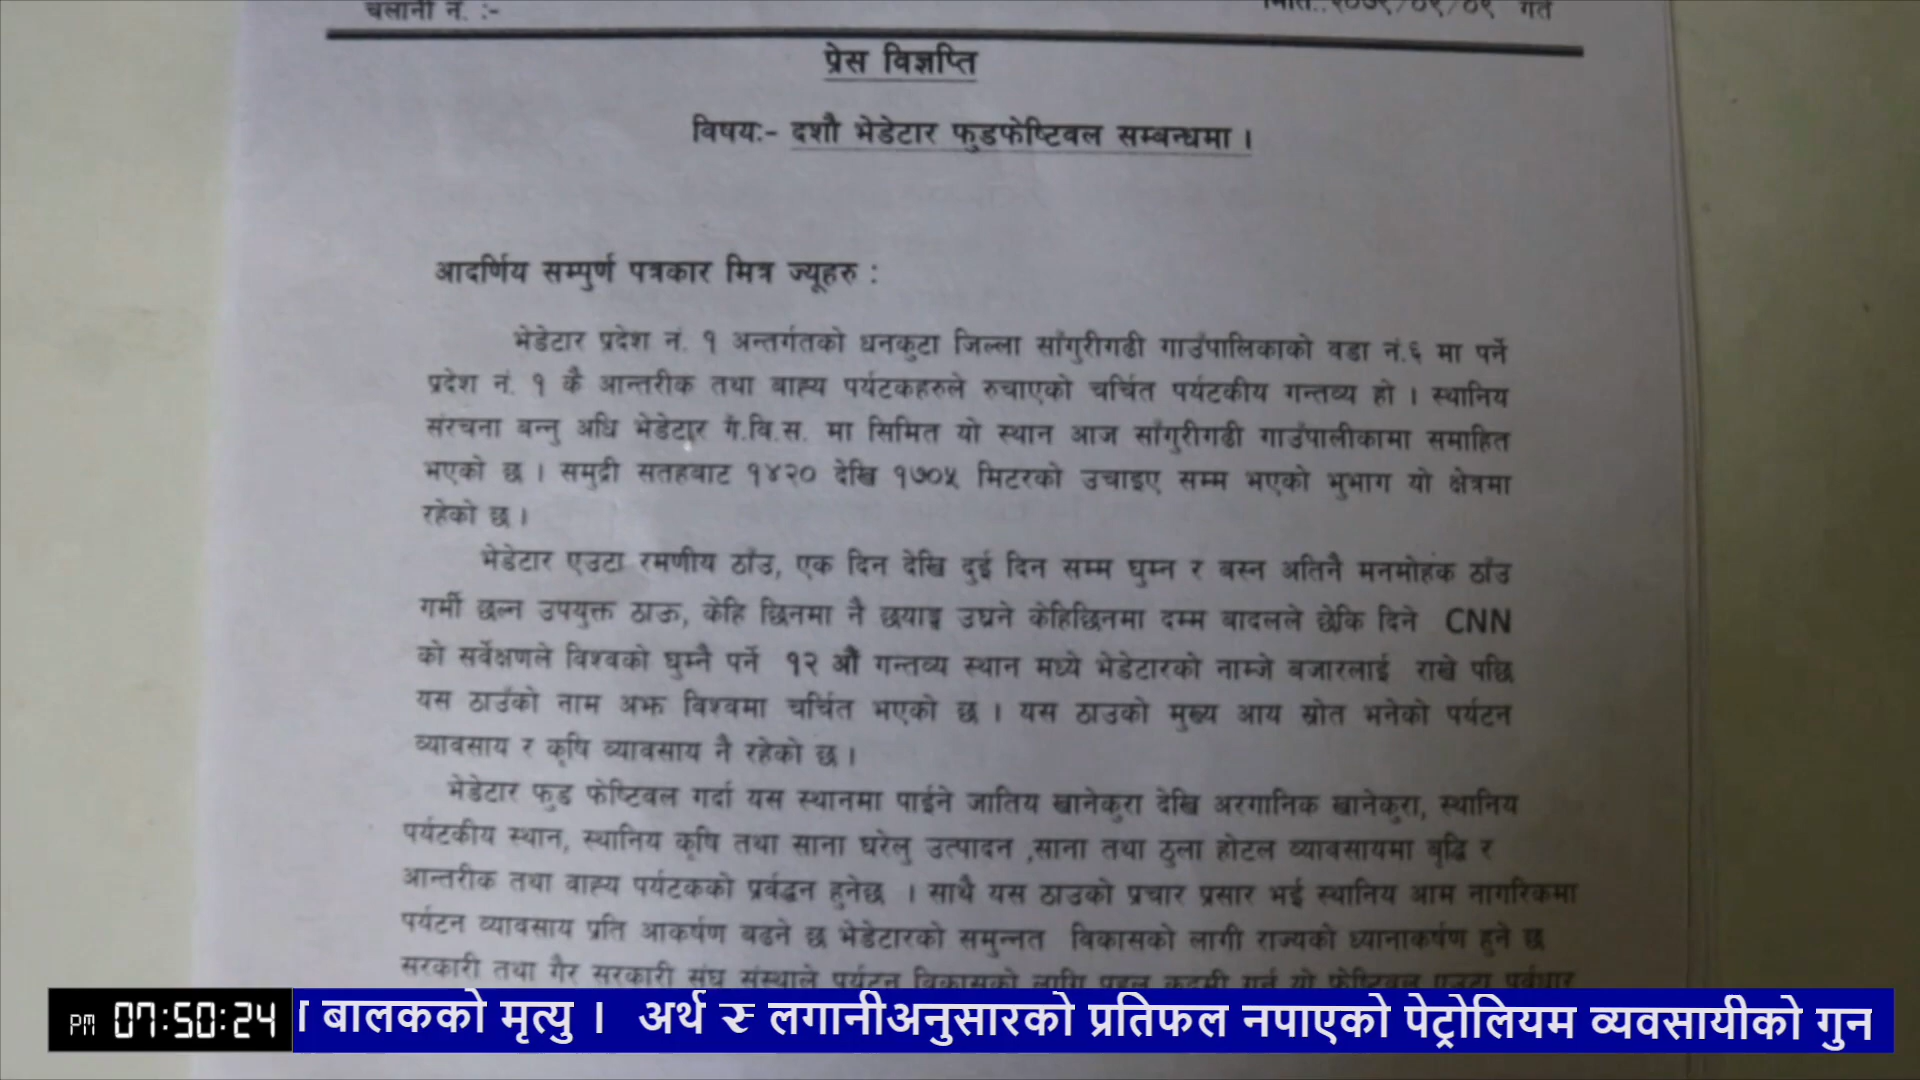 चलानी नं. :-
प्रेस विज्ञप्ति
विषय:- दशौ भेडेटार फुडफेष्टिवल सम्बन्धमा ।
आदर्णिय सम्पुर्ण पत्रकार मित्र ज्यूहरु :
भेडेटार प्रदेश नं. १ अन्तर्गतको धनकुटा जिल्ला साँगुरीगढी गाउँपालिकाको वडा नं.६ मा पर्ने
प्रदेश नं. १ कै आन्तरीक तथा बाह्य पर्यटकहरुले रुचाएको चर्चित पर्यटकीय गन्तव्य हो । स्थानिय
संरचना बन्नु अघि भेडेटार गै.वि.स. मा सिमित यो स्थान आज साँगुरीगढी गाउँपालीकामा समाहित
भएको छ । समुद्री सतहबाट १४२० देखि १७०५ मिटरको उचाइए सम्म भएको भुभाग यो क्षेत्रमा
रहेको छ ।
भेडेटार एउटा रमणीय ठाँउ, एक दिन देखि दुई दिन सम्म घुम्न र बस्न अतिनै मनमोहंक ठाँउ
गर्मी छल्न उपयुक्त ठाऊ, केहि छिनमा नै उघ्रने केहिछिनमा दम्म बादलले छेकि दिने CNN
को सर्वेक्षणले विश्वको घुम्नै पर्ने १२ औ गन्तव्य स्थान मध्ये भेडेटारको नाम्जे बजारलाई राखे पछि
यस ठाउँको नाम अझ विश्वमा चर्चित भएको छ । यस ठाउको मुख्य आय स्रोत भनेको पर्यटन
व्यावसाय र कृषि व्यावसाय नै रहेको छ ।
भेडेटार फुड फेष्टिवल गर्दा यस स्थानमा पाईने जातिय खानेकुरा देखि अरगानिक खानेकुरा, स्थानिय
पर्यटकीय स्थान, स्थानिय कृषि तथा साना घरेलु उत्पादन ,साना तथा ठुला होटल व्यावसायमा बृद्धि र
आन्तरीक तथा वाह्य पर्यटकको प्रर्वद्धन हुनेछ । साथै यस ठाउको प्रचार प्रसार भई स्थानिय आम नागरिकमा
पर्यटन व्यावसाय प्रति आकर्षण बढने छ भेडेटारको समुन्नत विकासको लागी राज्यको ध्यानाकर्षण हुने छ
सरकारी तथा गैर सरकारी संघ संस्थाले पर्यटन विकासको लागि
PM 07:50:24 बालकको मृत्यु । अर्थ लगानीअनुसारको प्रतिफल नपाएको पेट्रोलियम व्यवसायीको गुन